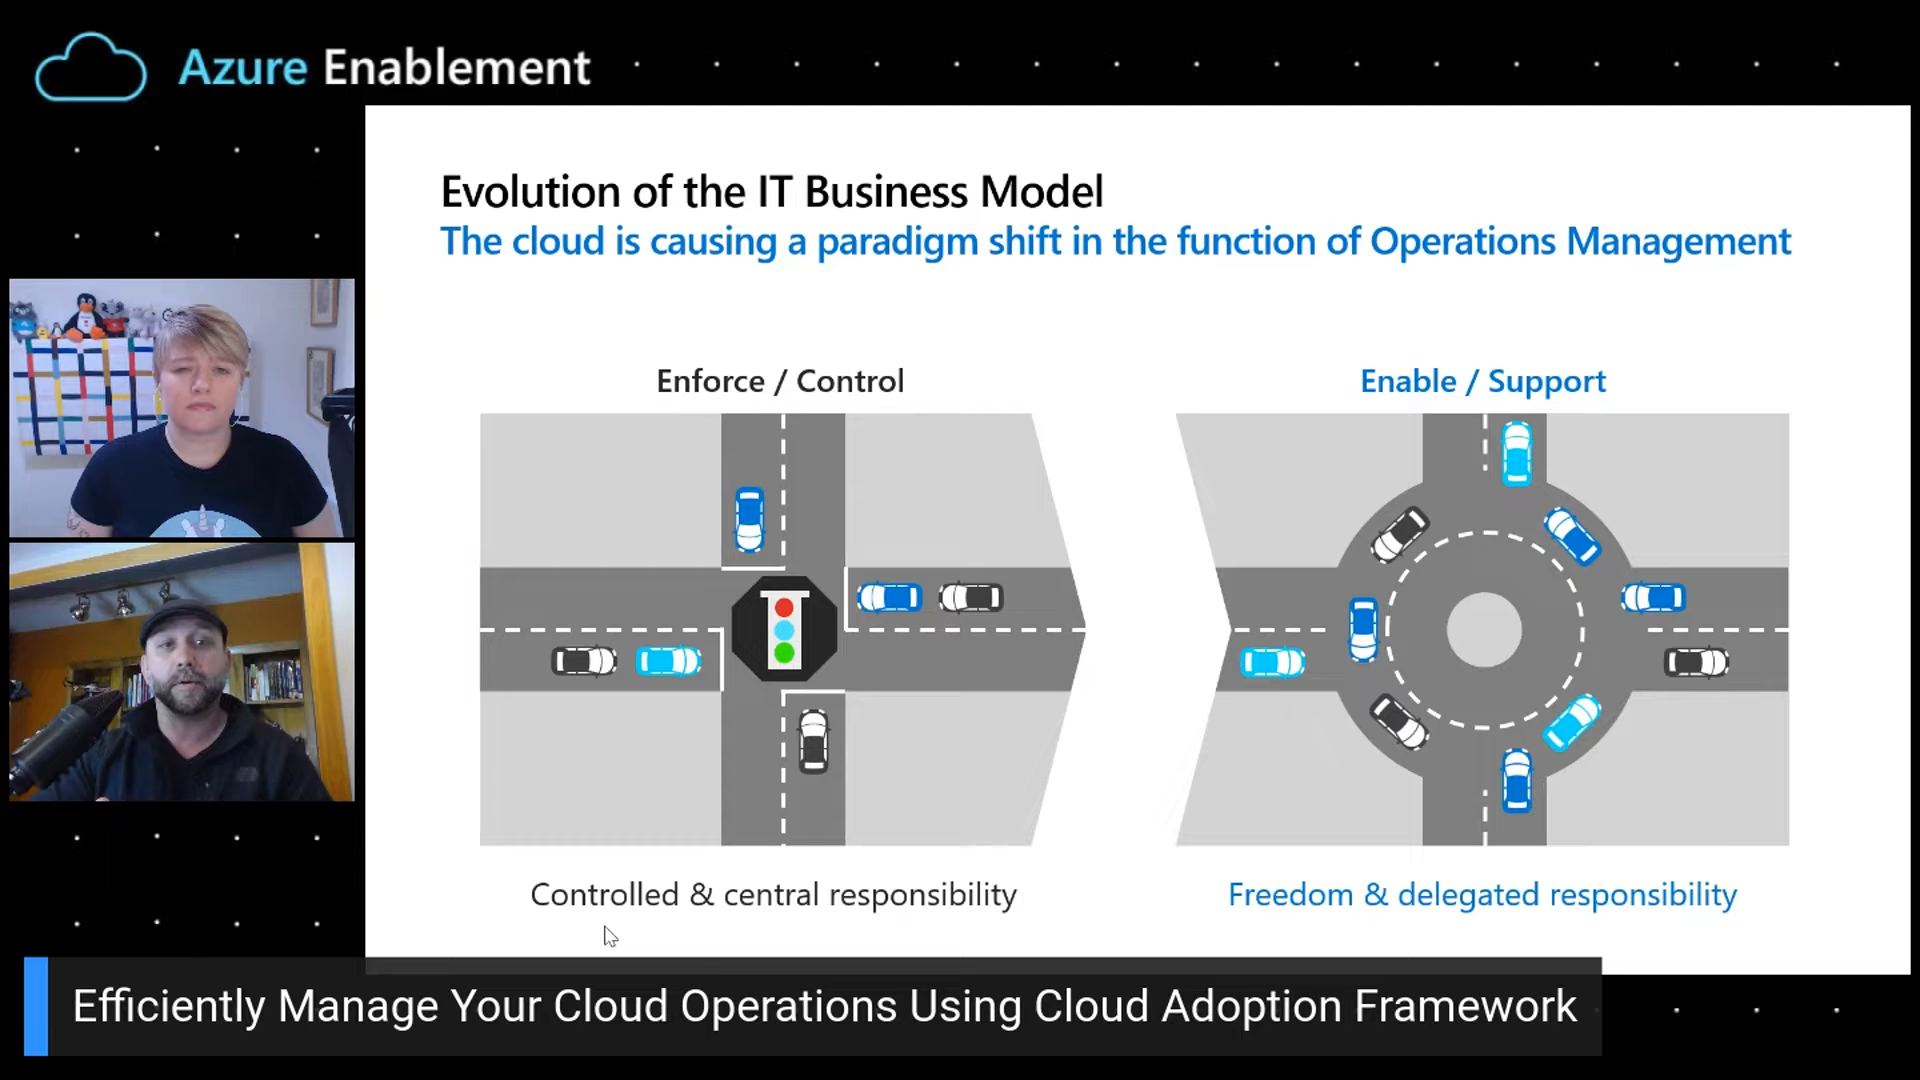 Azure Enablement
Evolution of the IT Business Model
The cloud is causing a paradigm shift in the function of Operations Management
Enforce / Control
Enable / Support
Controlled & central responsibility
Freedom & delegated responsibility
Efficiently Manage Your Cloud Operations Using Cloud Adoption Framework